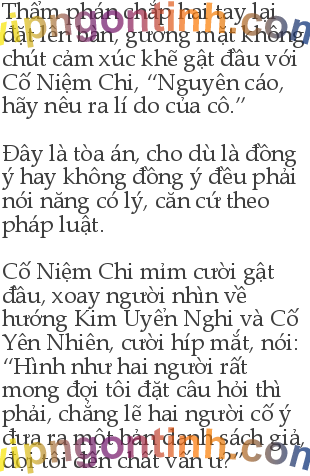 Thẩm phán chắp hai tay lại
đặt lên bàn, gương mặt không
chút cảm xúc khẽ gật đầu với
Cố Niệm Chi, “Nguyên cáo,
hãy nêu ra lí do của cô.”
Đây là tòa án, cho dù là đồng
ý hay không đồng ý đều phải
nói năng có lý, căn cứ theo
pháp luật.
Cố Niệm Chi mỉm cười gật
đầu, xoay người nhìn về
hướng Kim Uyển Nghi và Cố
Yên Nhiên, cười híp mắt, nói:
“Hình như hai người rất
mong đợi tôi đặt câu hỏi thì
phải, chẳng lẽ hai người cố ý
đưa ra một bản danh sách giả,
đợi tôi đến chất vấn ư?”
vipngontinh.com
vipngontinh.com